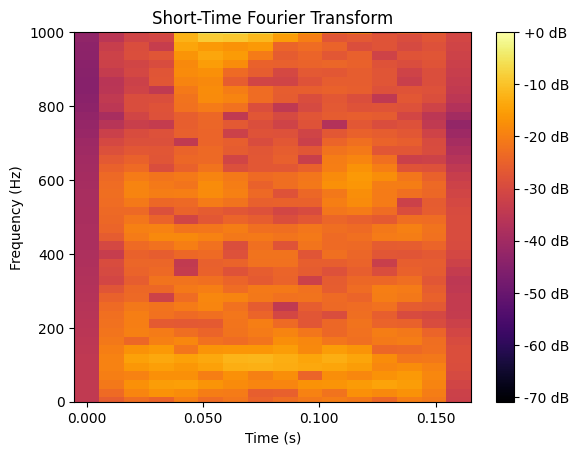 Short-Time Fourier Transform
Frequency (Hz)
1000
800
600
400
200
0
0.000
0.050
0.100
0.150
Time (s)
+0 dB
-10 dB
-20 dB
-30 dB
-40 dB
-50 dB
-60 dB
-70 dB